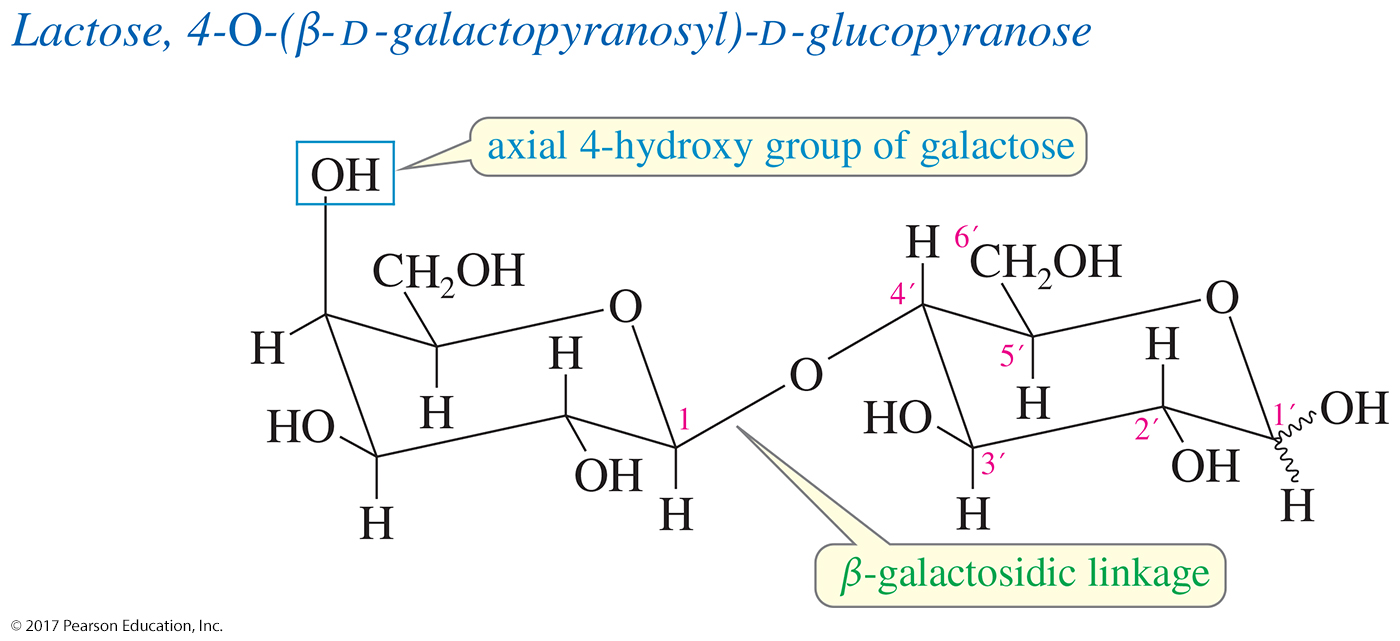 Lactose, 4-O-(β-D-galactopyranosyl)-D-glucopyranose
axial 4-hydroxy group of galactose
OH
CH₂OH
O
H
H
H
HO
H
OH
1
H
H
O
H
6′
CH₂OH
4′
O
5′
H
H
HO
3′
H
2′
OH
1′
OH
H
β-galactosidic linkage
© 2017 Pearson Education, Inc.